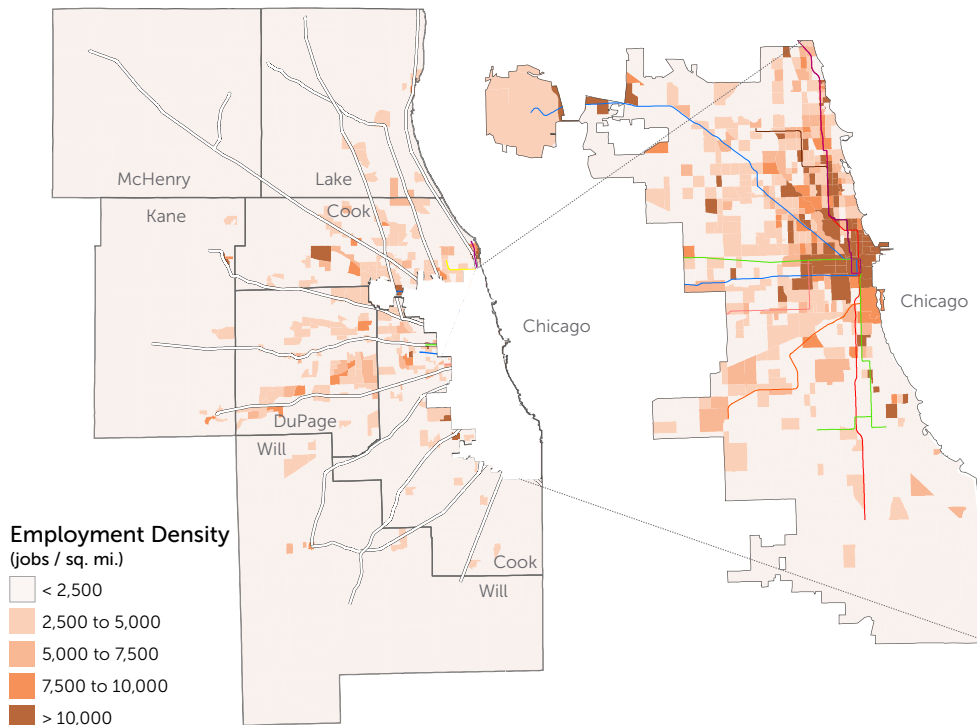 McHenry
Lake
Kane
Cook
Chicago
Chicago
DuPage
Will
Cook
Will
Employment Density
(jobs / sq. mi.)
< 2,500
2,500 to 5,000
5,000 to 7,500
7,500 to 10,000
> 10,000